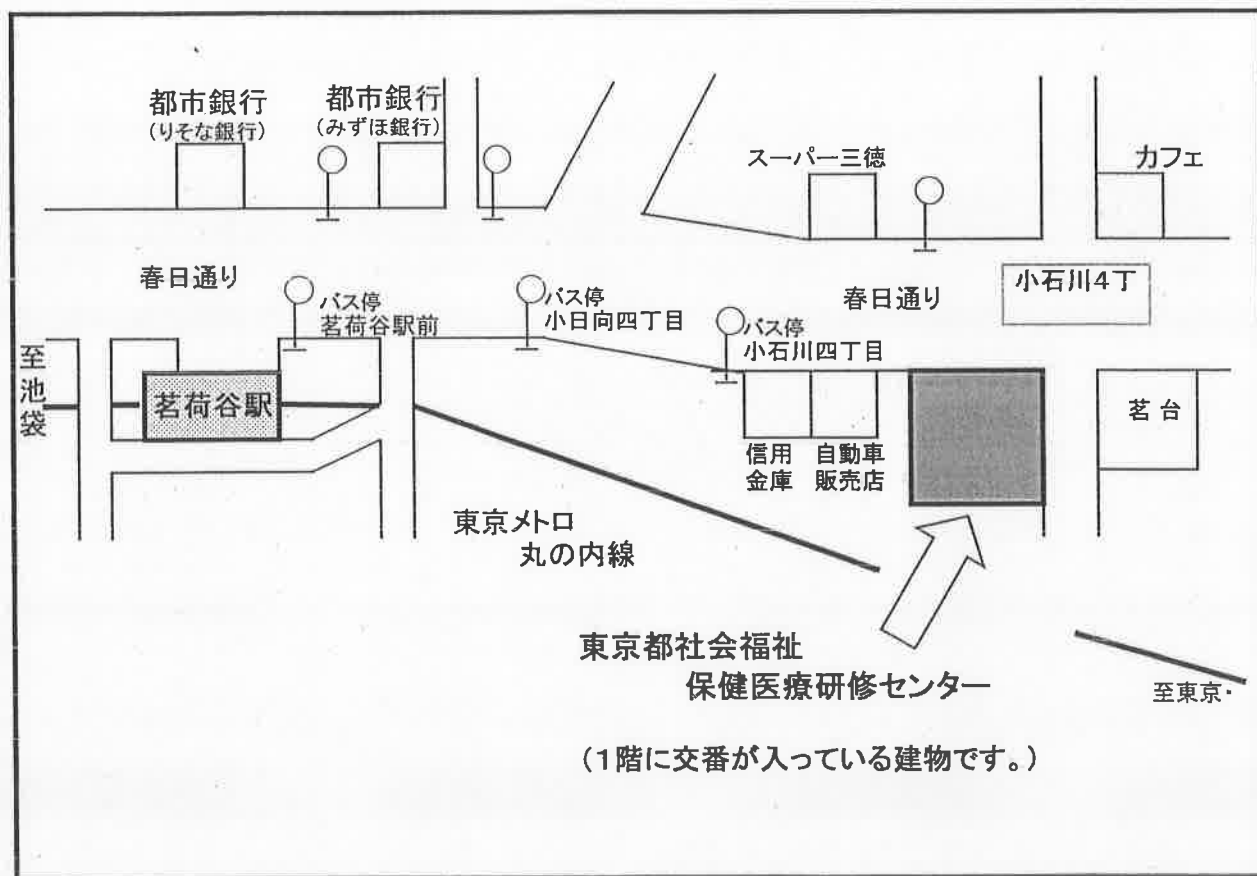 都市銀行
(りそな銀行)
都市銀行
(みずほ銀行)
スーパー三徳
カフェ
春日通り
春日通り
小石川4丁
バス停
茗荷谷駅前
バス停
小日向四丁目
バス停
小石川四丁目
至池袋
茗荷谷駅
茗台
信用
金庫
自動車
販売店
東京メトロ
丸の内線
東京都社会福祉
保健医療研修センター
至東京・
(1階に交番が入っている建物です。)